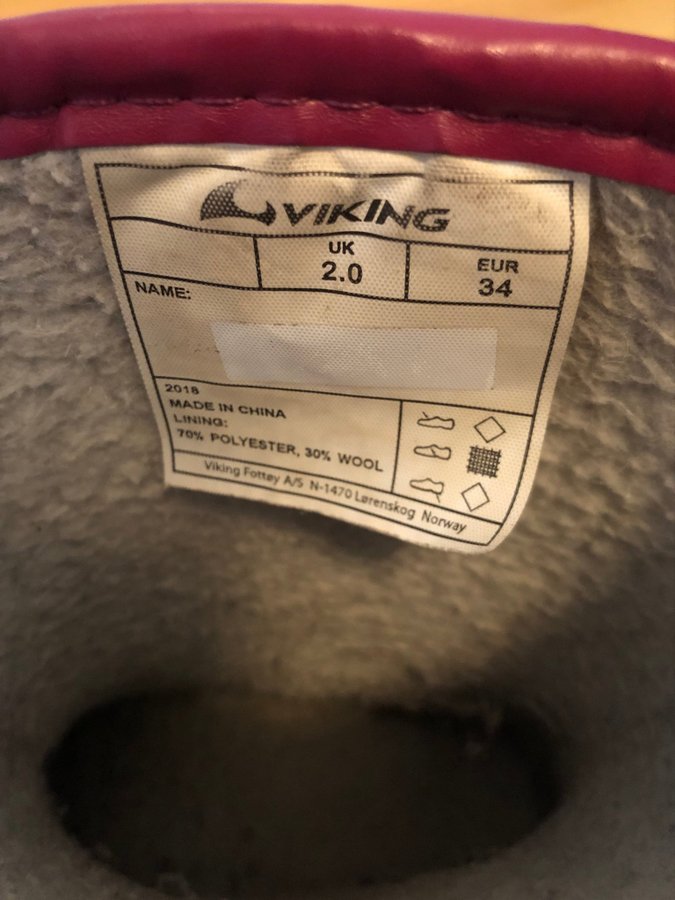 VIKING
UK
2.0
EUR
34
NAME:
2018
MADE IN CHINA
LINING:
70% POLYESTER, 30% WOOL
Viking Fottøy A/S N-1470 Lørenskog Norway